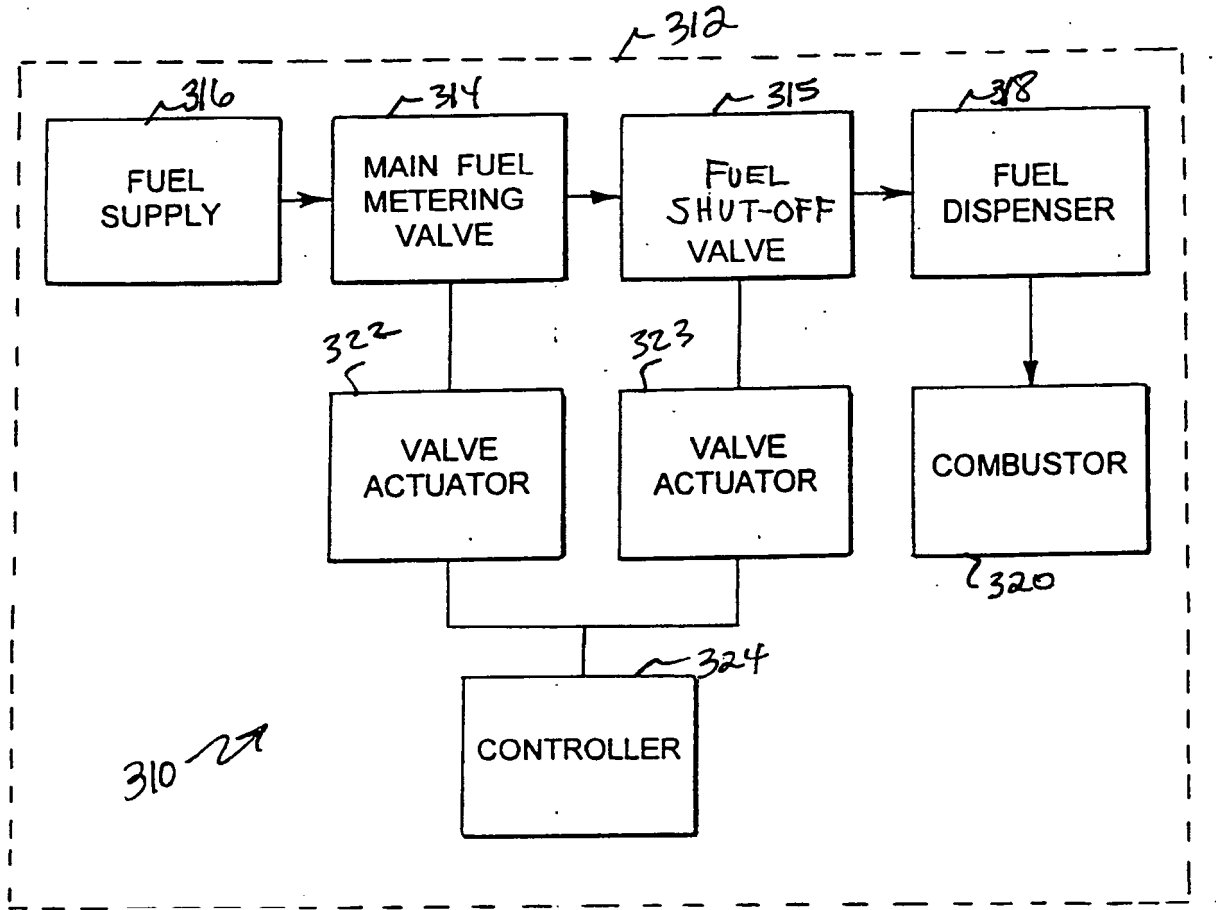 312
316
314
315
318
FUEL
SUPPLY
MAIN FUEL
METERING
VALVE
FUEL
SHUT-OFF
VALVE
FUEL
DISPENSER
322
323
VALVE
ACTUATOR
VALVE
ACTUATOR
COMBUSTOR
320
324
CONTROLLER
310